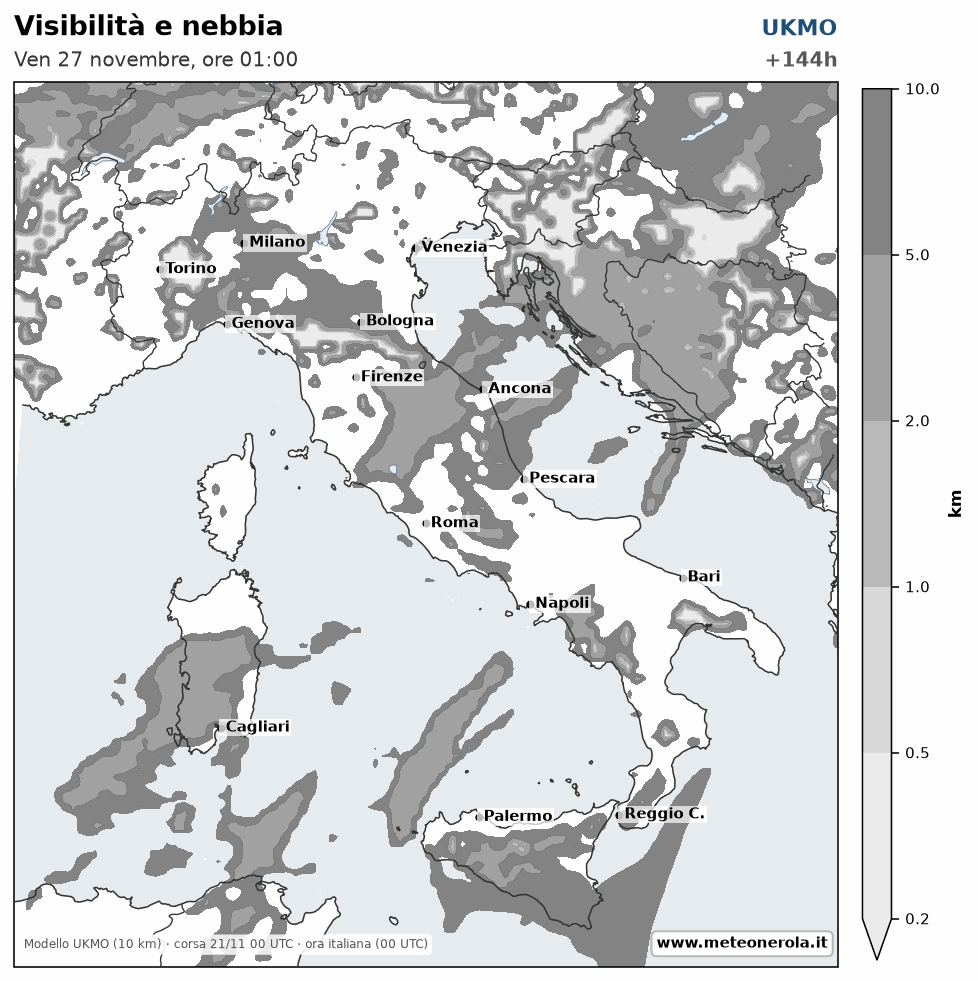 Visibilità e nebbia
UKMO
Ven 27 novembre, ore 01:00
+144h
10.0
5.0
2.0
1.0
0.5
0.2
km
Milano
Venezia
Torino
Genova
Bologna
Firenze
Ancona
Pescara
Roma
Bari
Napoli
Cagliari
Palermo
Reggio C.
Modello UKMO (10 km) · corsa 21/11 00 UTC · ora italiana (00 UTC)
www.meteonerola.it